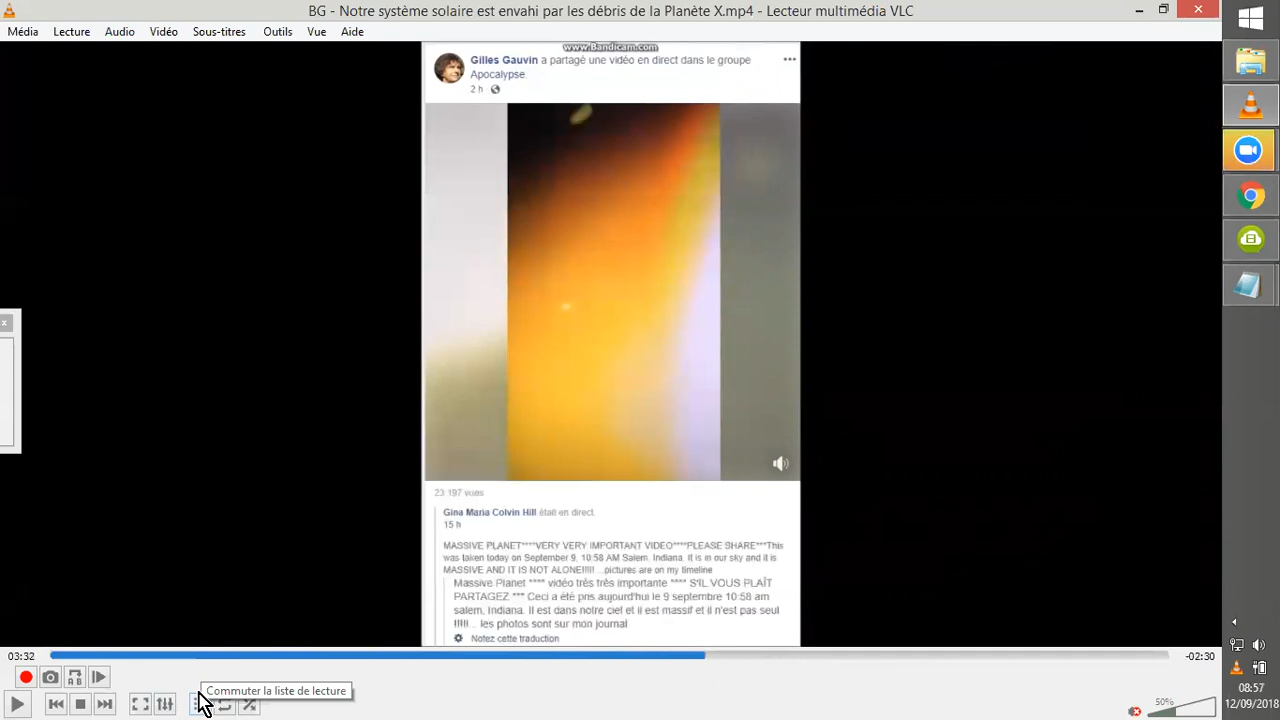 BG - Notre système solaire est envahi par les débris de la Planète X.mp4 - Lecteur multimédia VLC
Média Lecture Audio Vidéo Sous-titres Outils Vue Aide
www.Bandicam.com
Gilles Gauvin a partagé une vidéo en direct dans le groupe
Apocalypse.
2 h
23 197 vues
Gina Maria Colvin Hill était en direct.
15 h
MASSIVE PLANET****VERY VERY IMPORTANT VIDEO****PLEASE SHARE***This
was taken today on September 9, 10:58 AM Salem, Indiana. It is in our sky and it is
MASSIVE AND IT IS NOT ALONE!!!!! ...pictures are on my timeline
Massive Planet **** vidéo très très importante **** S'IL VOUS PLAÎT
PARTAGEZ *** Ceci a été pris aujourd'hui le 9 septembre 10:58 am
salem, Indiana. Il est dans notre ciel et il est massif et il n'est pas seul
!!!!! .. les photos sont sur mon journal
Notez cette traduction
03:32
-02:30
Commuter la liste de lecture
50%
08:57
12/09/2018